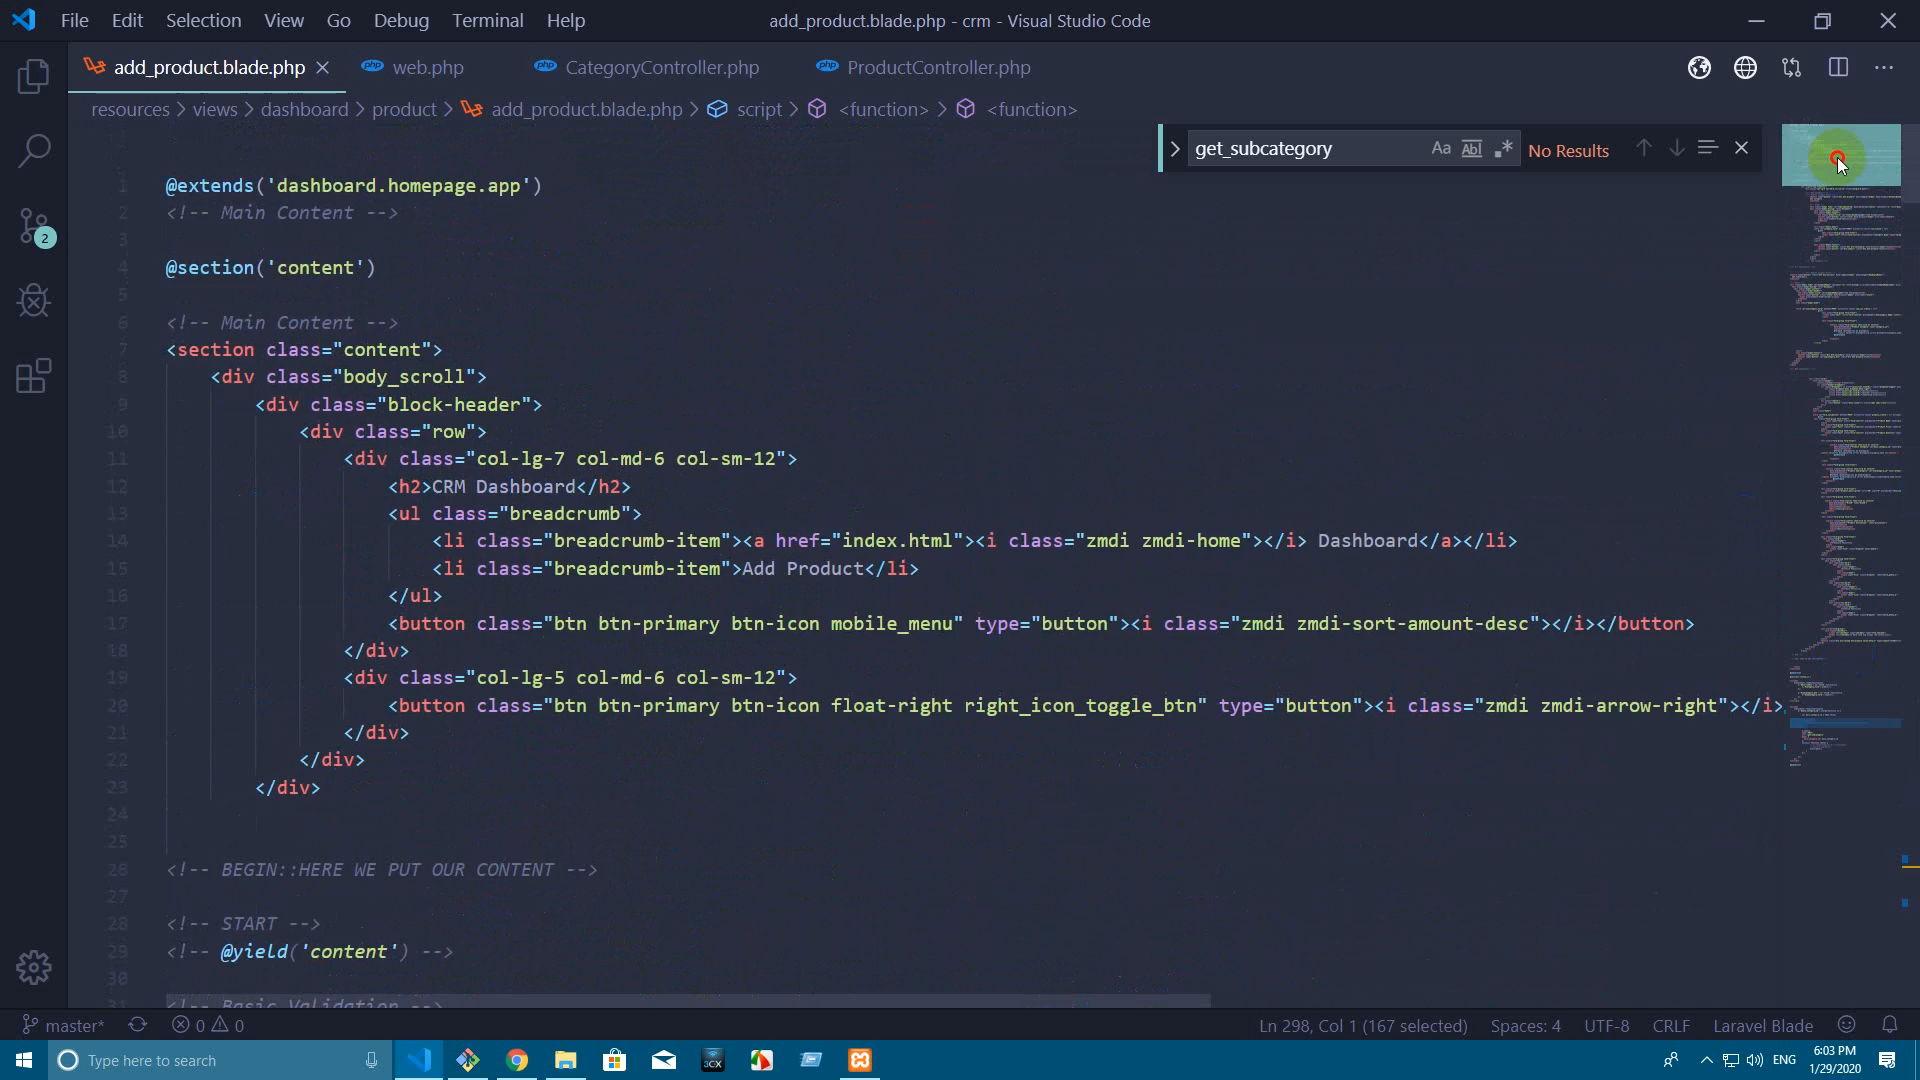 File Edit Selection View Go Debug Terminal Help
add_product.blade.php - crm - Visual Studio Code
add_product.blade.php
web.php
CategoryController.php
ProductController.php
resources > views > dashboard > product > add_product.blade.php > script > <function> > <function>
get_subcategory
Aa Abl .*
No Results
2
1 @extends('dashboard.homepage.app')
2 <!-- Main Content -->
3
4 @section('content')
5
6 <!-- Main Content -->
7 <section class="content">
8 <div class="body_scroll">
9 <div class="block-header">
10 <div class="row">
11 <div class="col-lg-7 col-md-6 col-sm-12">
12 <h2>CRM Dashboard</h2>
13 <ul class="breadcrumb">
14 <li class="breadcrumb-item"><a href="index.html"><i class="zmdi zmdi-home"></i> Dashboard</a></li>
15 <li class="breadcrumb-item">Add Product</li>
16 </ul>
17 <button class="btn btn-primary btn-icon mobile_menu" type="button"><i class="zmdi zmdi-sort-amount-desc"></i></button>
18 </div>
19 <div class="col-lg-5 col-md-6 col-sm-12">
20 <button class="btn btn-primary btn-icon float-right right_icon_toggle_btn" type="button"><i class="zmdi zmdi-arrow-right"></i>
21 </div>
22 </div>
23 </div>
24
25
26 <!-- BEGIN::HERE WE PUT OUR CONTENT -->
27
28 <!-- START -->
29 <!-- @yield('content') -->
30
31 <!-- Basic Validation -->
master* 0 0
Ln 298, Col 1 (167 selected) Spaces: 4 UTF-8 CRLF Laravel Blade
Type here to search
3CX
ENG
6:03 PM
1/29/2020